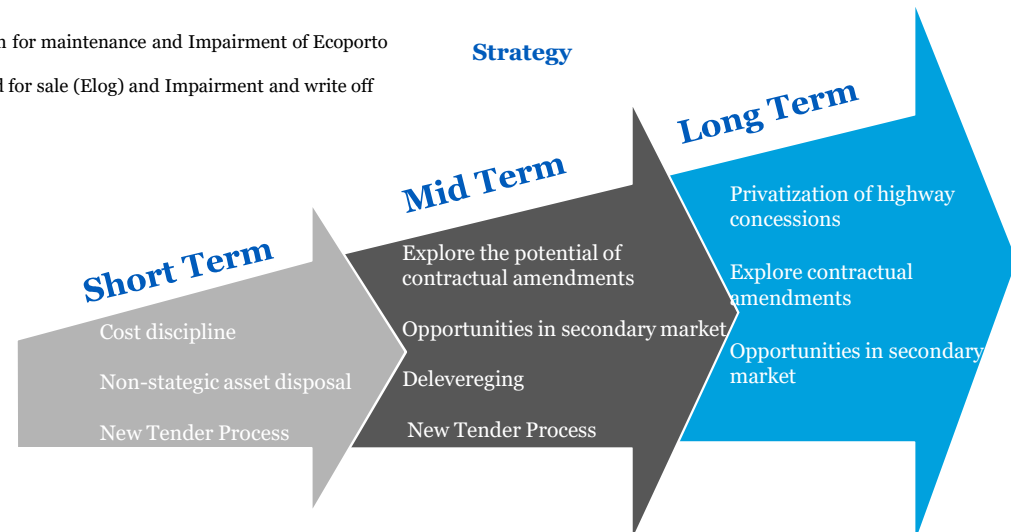 n for maintenance and Impairment of Ecoporto
Strategy
d for sale (Elog) and Impairment and write off
Short Term
Cost discipline
Non-stategic asset disposal
New Tender Process
Mid Term
Explore the potential of
contractual amendments
Opportunities in secondary market
Delevereging
New Tender Process
Long Term
Privatization of highway
concessions
Explore contractual
amendments
Opportunities in secondary
market